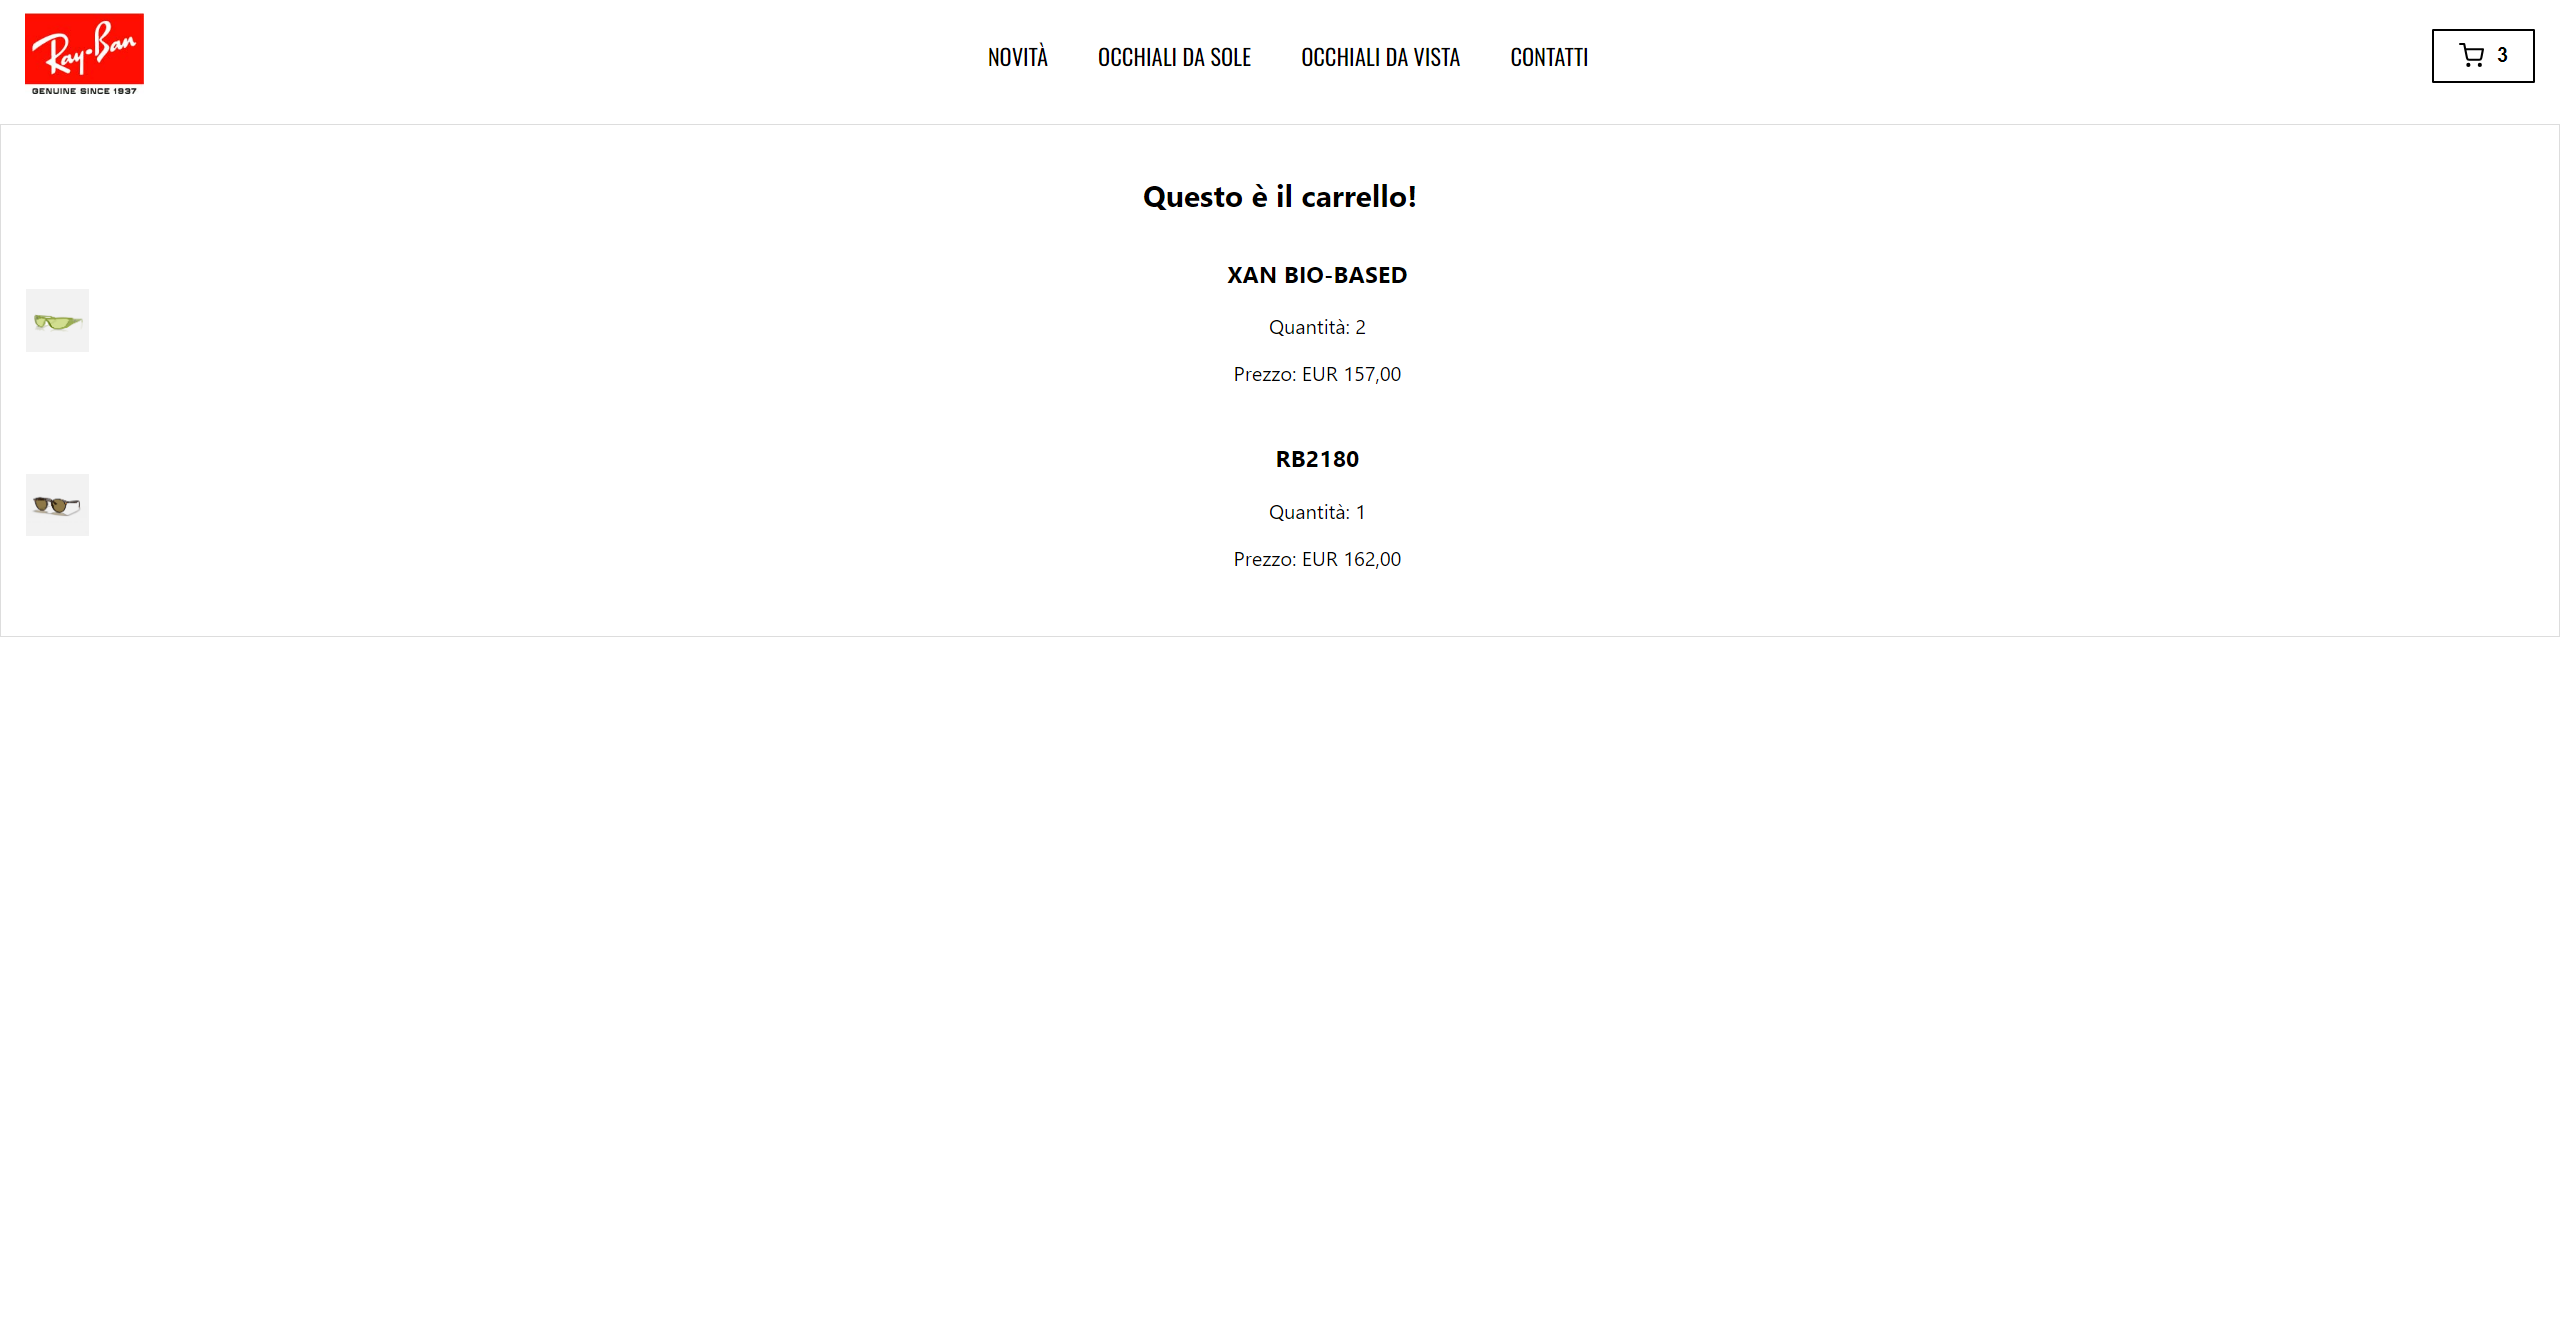 Ray-Ban
GENUINE SINCE 1937
NOVITÀ OCCHIALI DA SOLE OCCHIALI DA VISTA CONTATTI
3
Questo è il carrello!
XAN BIO-BASED
Quantità: 2
Prezzo: EUR 157,00
RB2180
Quantità: 1
Prezzo: EUR 162,00